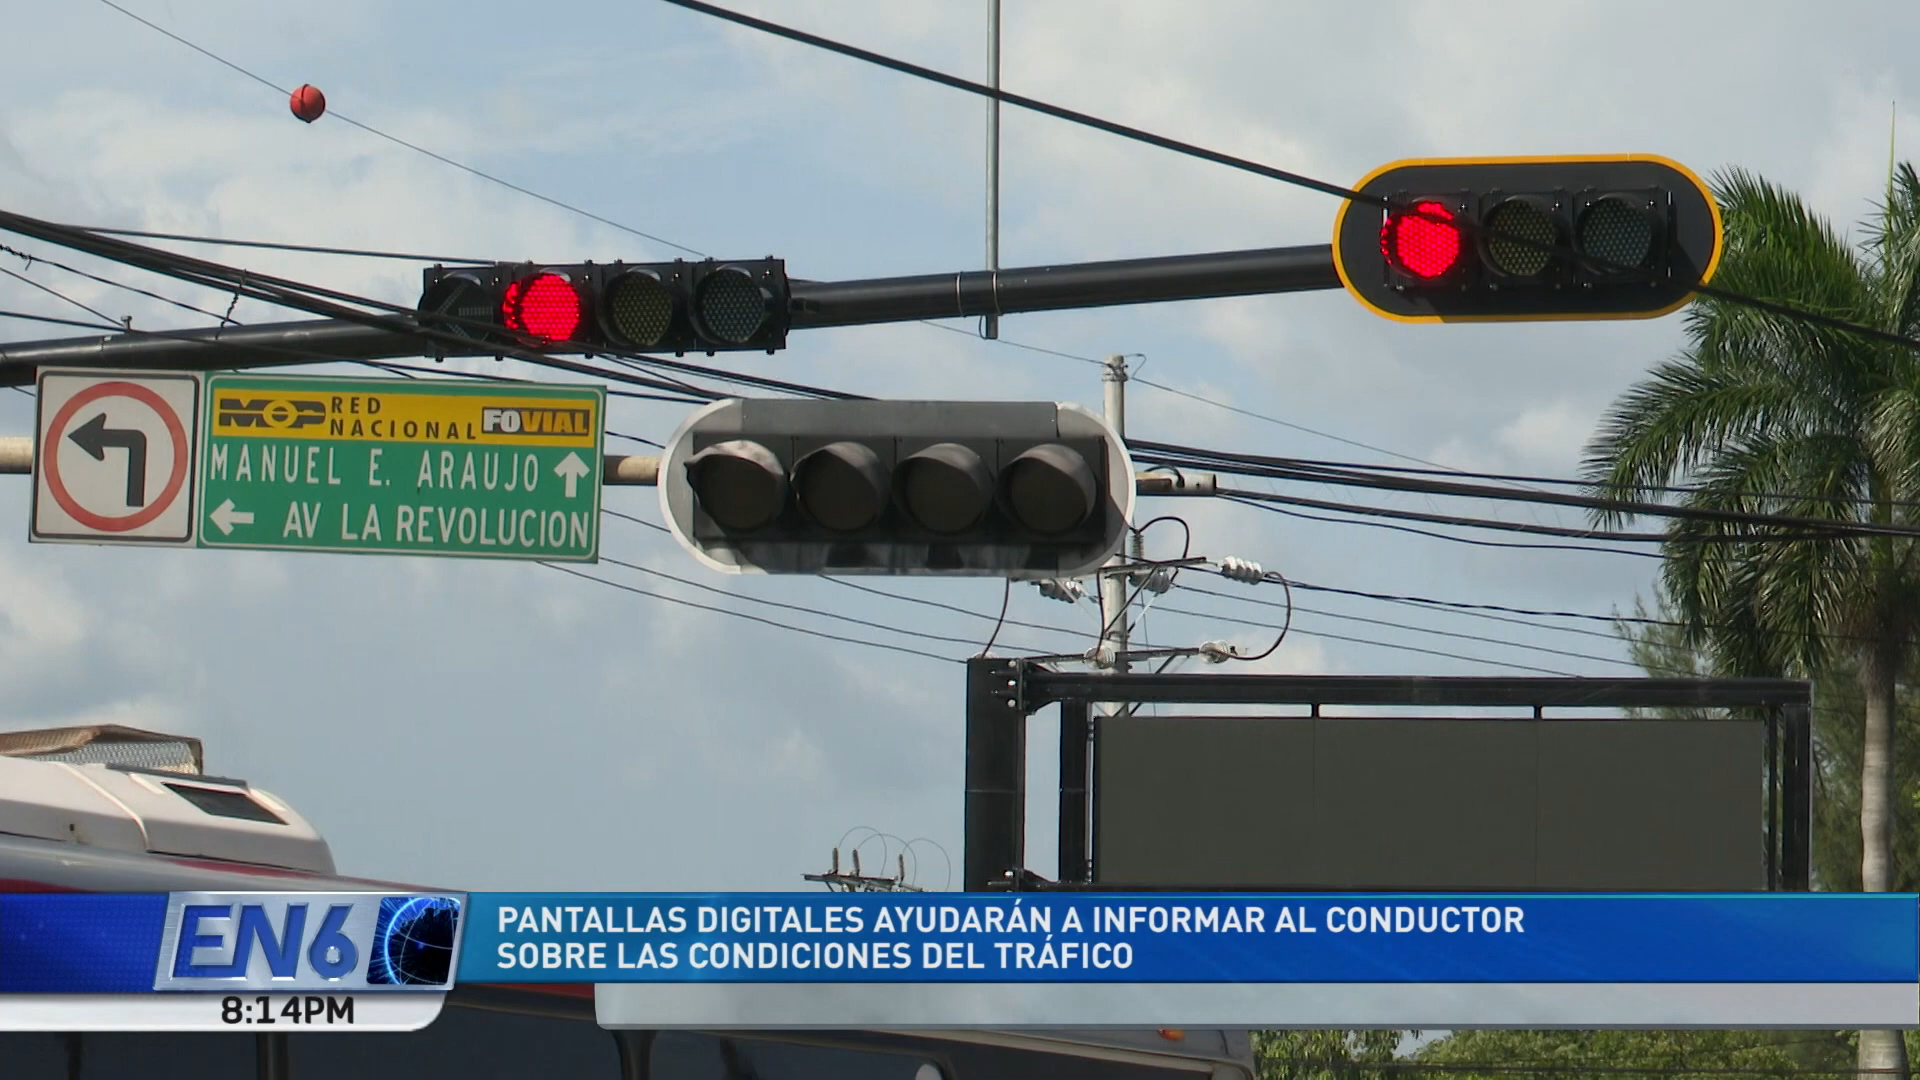 MOP RED NACIONAL FOVIAL
MANUEL E. ARAUJO
AV LA REVOLUCION
EN6
PANTALLAS DIGITALES AYUDARÁN A INFORMAR AL CONDUCTOR
SOBRE LAS CONDICIONES DEL TRÁFICO
8:14PM